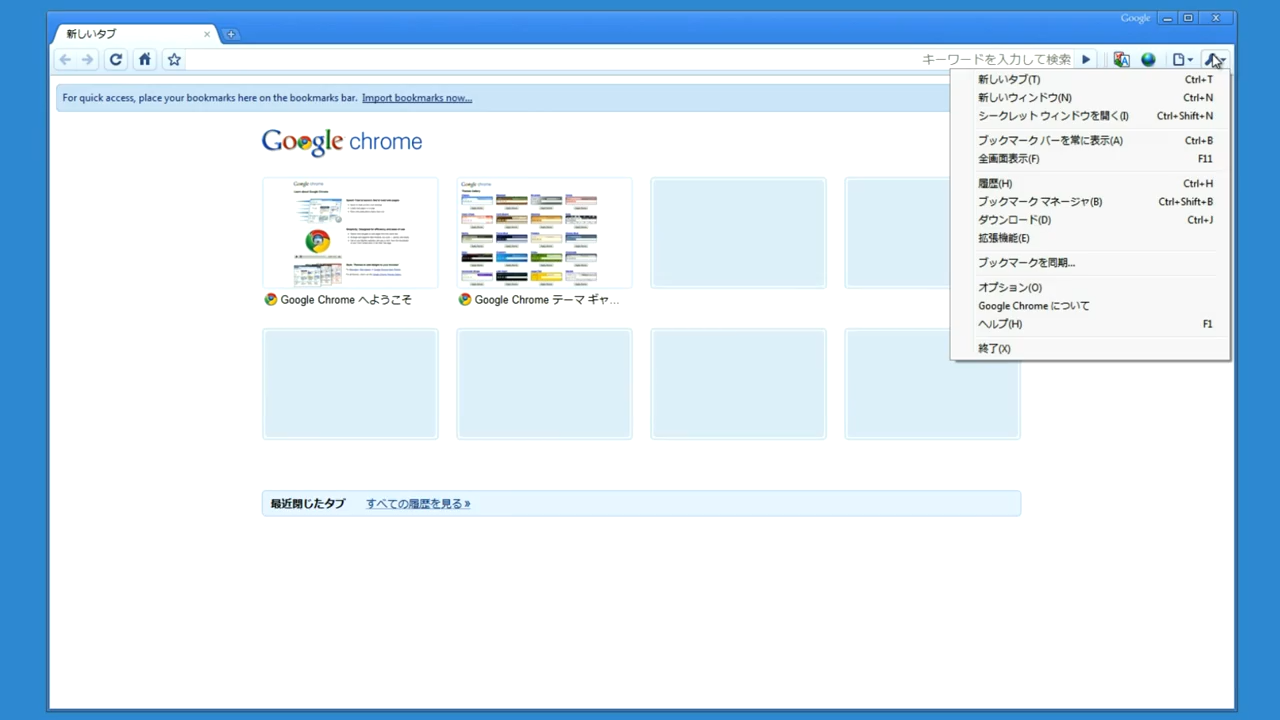 Google
新しいタブ
キーワードを入力して検索
For quick access, place your bookmarks here on the bookmarks bar. Import bookmarks now...
新しいタブ(T) Ctrl+T
新しいウィンドウ(N) Ctrl+N
シークレット ウィンドウを開く(I) Ctrl+Shift+N
ブックマーク バーを常に表示(A) Ctrl+B
全画面表示(F) F11
履歴(H) Ctrl+H
ブックマーク マネージャ(B) Ctrl+Shift+B
ダウンロード(D) Ctrl+J
拡張機能(E)
ブックマークを同期...
オプション(O)
Google Chrome について
ヘルプ(H) F1
終了(X)
Google chrome
Google Chrome へようこそ
Google Chrome テーマ ギャ...
最近閉じたタブ すべての履歴を見る »